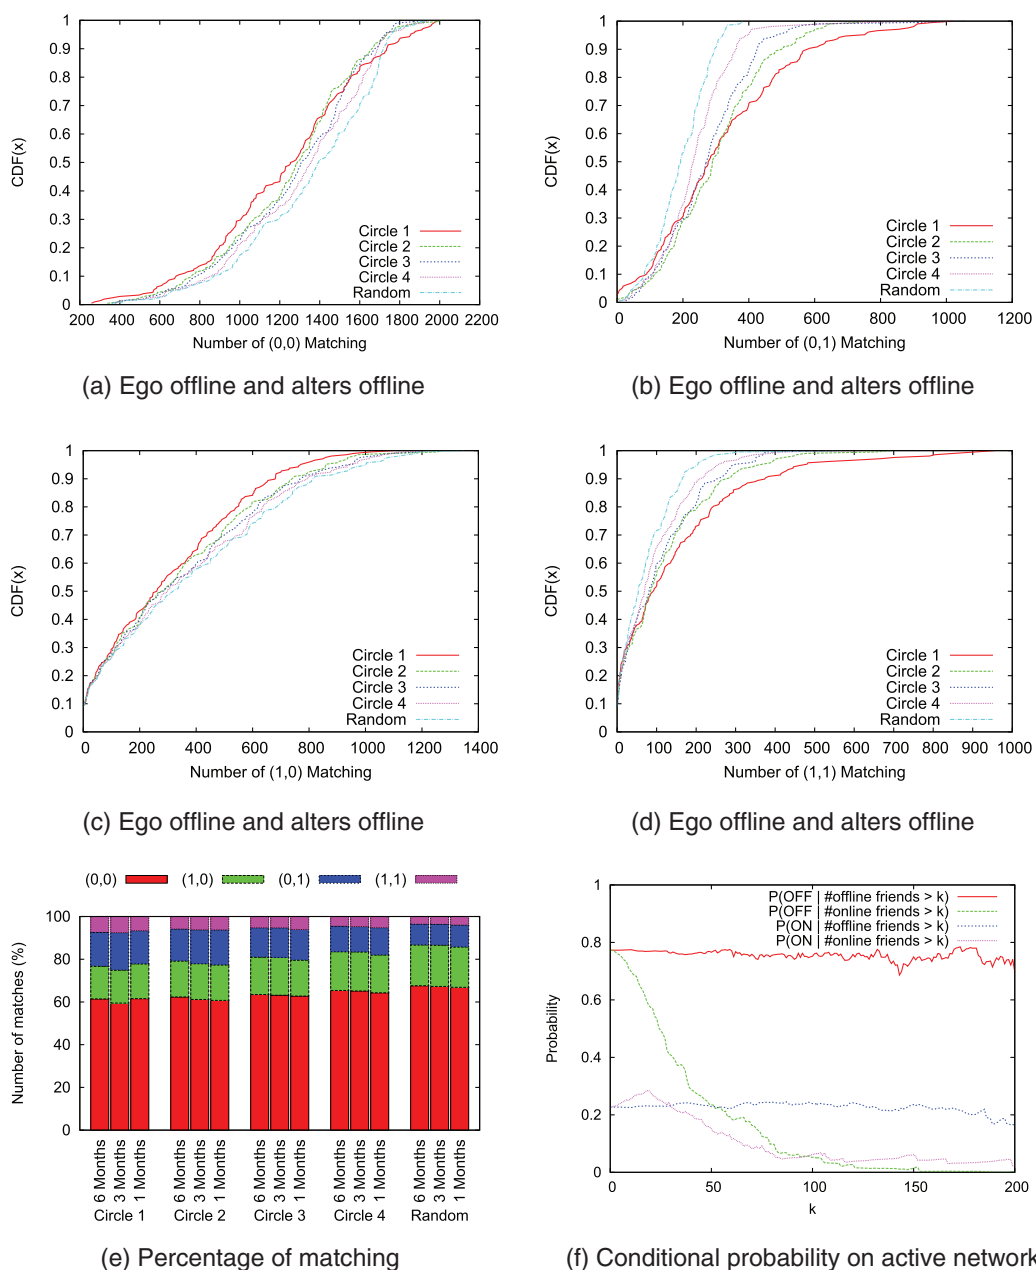 1
0.9
0.8
0.7
0.6
0.5
0.4
0.3
0.2
0.1
0
CDF(x)
Circle 1
Circle 2
Circle 3
Circle 4
Random
200 400 600 800 1000 1200 1400 1600 1800 2000 2200
Number of (0,0) Matching
(a) Ego offline and alters offline
1
0.9
0.8
0.7
0.6
0.5
0.4
0.3
0.2
0.1
0
CDF(x)
Circle 1
Circle 2
Circle 3
Circle 4
Random
0 200 400 600 800 1000 1200
Number of (0,1) Matching
(b) Ego offline and alters offline
1
0.9
0.8
0.7
0.6
0.5
0.4
0.3
0.2
0.1
0
CDF(x)
Circle 1
Circle 2
Circle 3
Circle 4
Random
0 200 400 600 800 1000 1200 1400
Number of (1,0) Matching
(c) Ego offline and alters offline
1
0.9
0.8
0.7
0.6
0.5
0.4
0.3
0.2
0.1
0
CDF(x)
Circle 1
Circle 2
Circle 3
Circle 4
Random
0 100 200 300 400 500 600 700 800 900 1000
Number of (1,1) Matching
(d) Ego offline and alters offline
(0,0) (1,0) (0,1) (1,1)
100
80
60
40
20
0
Number of matches (%)
6 Months
3 Months
1 Months
6 Months
3 Months
1 Months
6 Months
3 Months
1 Months
6 Months
3 Months
1 Months
6 Months
3 Months
1 Months
Circle 1 Circle 2 Circle 3 Circle 4 Random
(e) Percentage of matching
1
0.8
0.6
0.4
0.2
0
Probability
P(OFF | #offline friends > k)
P(OFF | #online friends > k)
P(ON | #offline friends > k)
P(ON | #online friends > k)
0 50 100 150 200
k
(f) Conditional probability on active network